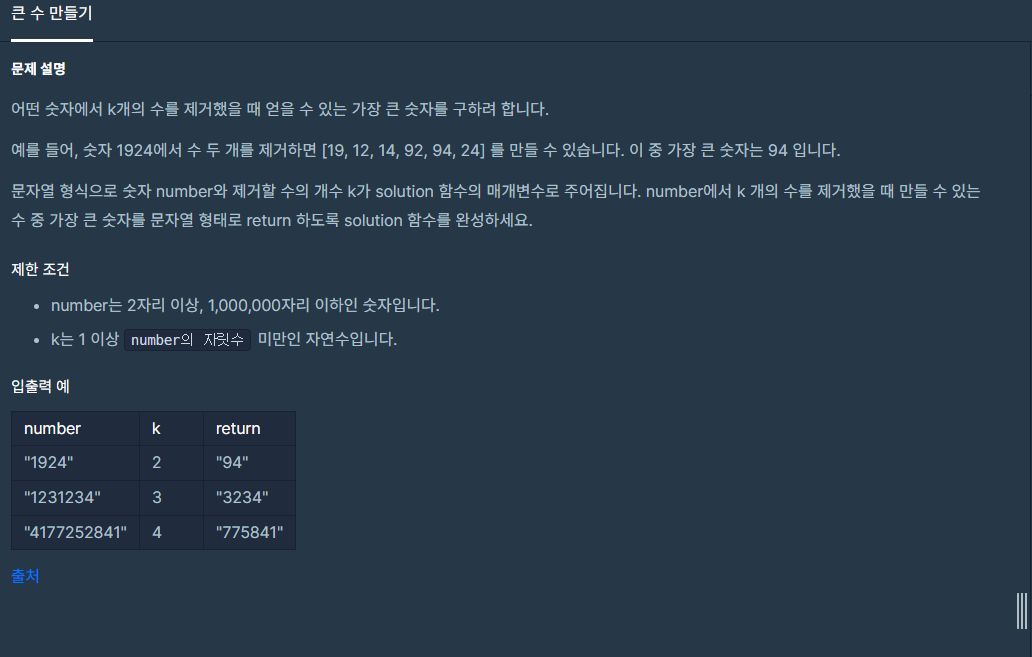 큰 수 만들기
문제 설명
어떤 숫자에서 k개의 수를 제거했을 때 얻을 수 있는 가장 큰 숫자를 구하려 합니다.
예를 들어, 숫자 1924에서 수 두 개를 제거하면 [19, 12, 14, 92, 94, 24] 를 만들 수 있습니다. 이 중 가장 큰 숫자는 94 입니다.
문자열 형식으로 숫자 number와 제거할 수의 개수 k가 solution 함수의 매개변수로 주어집니다. number에서 k 개의 수를 제거했을 때 만들 수 있는
수 중 가장 큰 숫자를 문자열 형태로 return 하도록 solution 함수를 완성하세요.
제한 조건
• number는 2자리 이상, 1,000,000자리 이하인 숫자입니다.
• k는 1 이상 number의 자릿수 미만인 자연수입니다.
입출력 예
number k return
"1924" 2 "94"
"1231234" 3 "3234"
"4177252841" 4 "775841"
출처